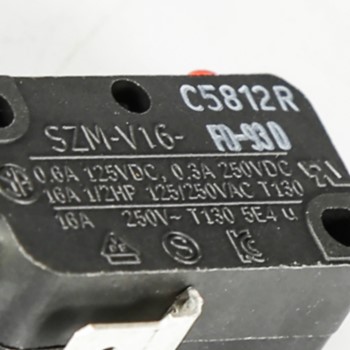 C5812R
SZM-V16- FD-93D
0.6A 125VDC, 0.3A 250VDC
16A 1/2HP 125/250VAC T130
16A 250V~ T130 5E4 µ